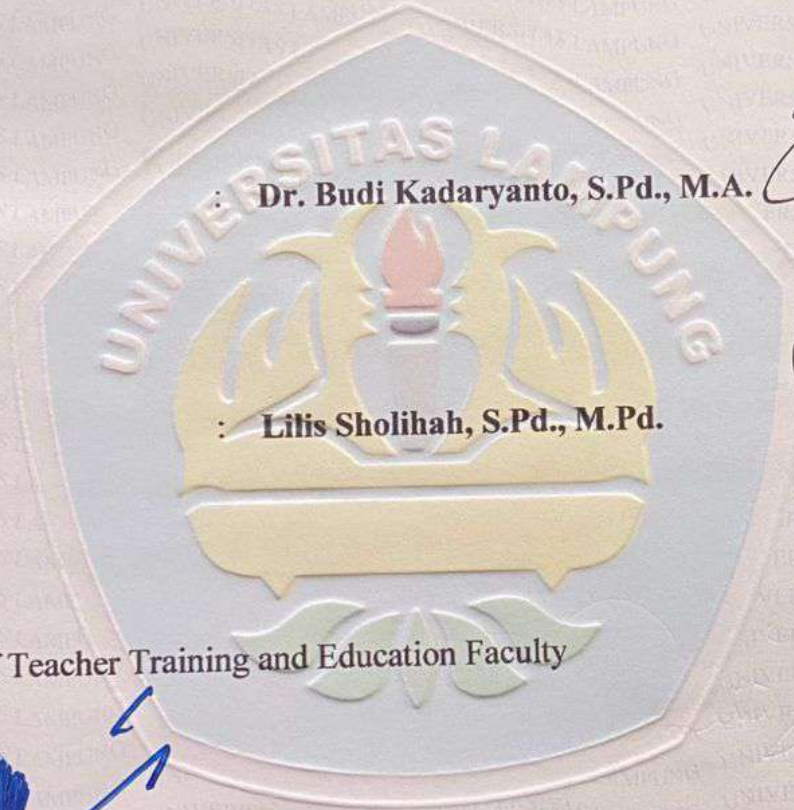 UNIVERSITAS LAMPUNG
: Dr. Budi Kadaryanto, S.Pd., M.A.
: Lilis Sholihah, S.Pd., M.Pd.
Teacher Training and Education Faculty